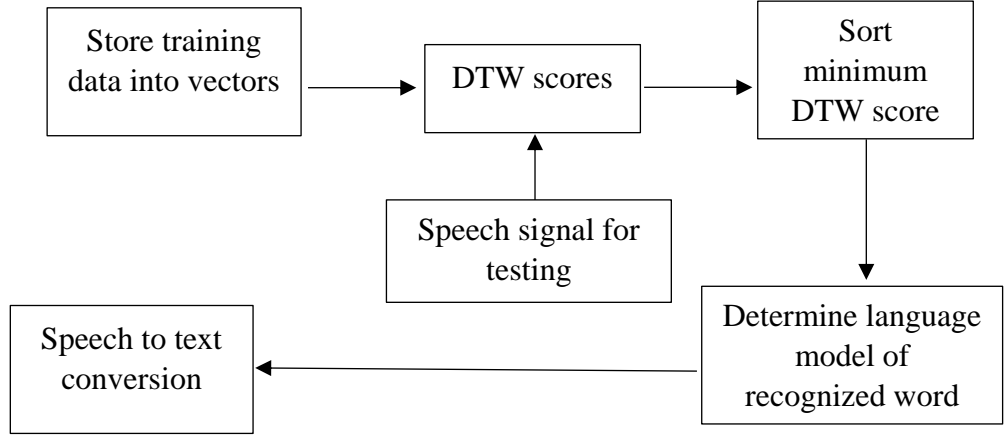 Store training
data into vectors
DTW scores
Sort
minimum
DTW score
Speech signal for
testing
Determine language
model of
recognized word
Speech to text
conversion